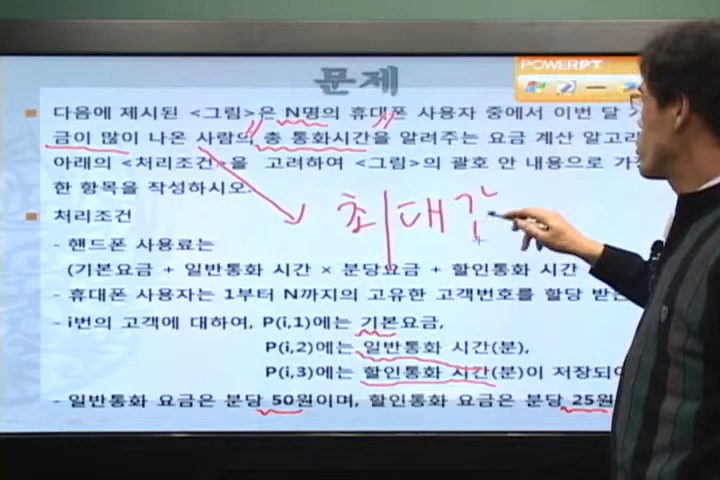 POWERPT
문제
다음에 제시된 <그림>은 N명의 휴대폰 사용자 중에서 이번 달
금이 많이 나온 사람의 총 통화시간을 알려주는 요금 계산
아래의 <처리조건>을 고려하여 <그림>의 괄호 안 내용으로
한 항목을 작성하시오.
최대값
처리조건
- 핸드폰 사용료는
(기본요금 + 일반통화 시간 × 분당요금 + 할인통화 시간
- 휴대폰 사용자는 1부터 N까지의 고유한 고객번호를 할당 받는
- i번의 고객에 대하여, P(i,1)에는 기본요금,
P(i,2)에는 일반통화 시간(분),
P(i,3)에는 할인통화 시간(분)이
- 일반통화 요금은 분당 50원이며, 할인통화 요금은 분당 25원